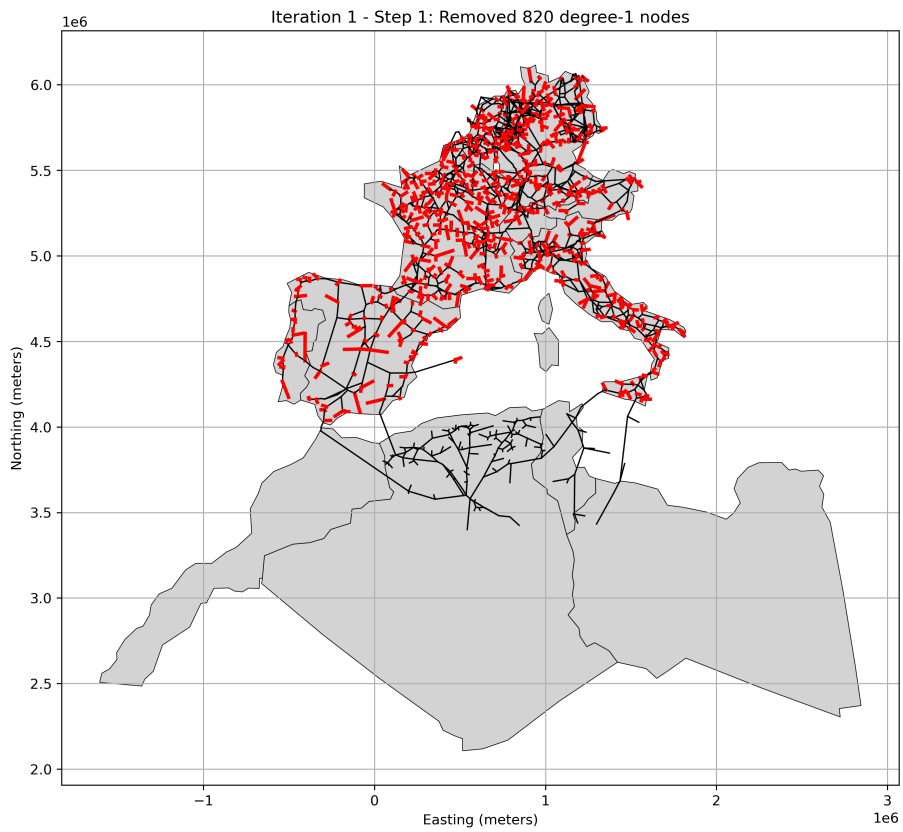 Iteration 1 - Step 1: Removed 820 degree-1 nodes
1e6
6.0
5.5
5.0
4.5
4.0
3.5
3.0
2.5
2.0
Northing (meters)
−1
0
1
2
3
1e6
Easting (meters)